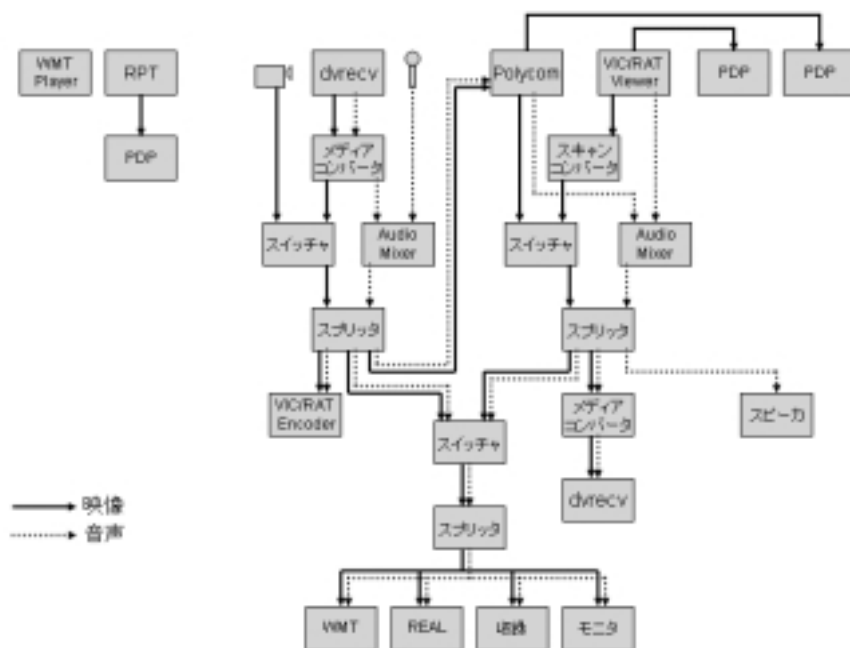 WMT
Player
RPT
dvrecv
Polycom
VIC/RAT
Viewer
PDP
PDP
PDP
メディア
コンバータ
スキャン
コンバータ
スイッチャ
Audio
Mixer
スイッチャ
Audio
Mixer
スプリッタ
スプリッタ
VIC/RAT
Encoder
スイッチャ
メディア
コンバータ
スピーカ
映像
音声
スプリッタ
dvrecv
WMT
REAL
収録
モニタ